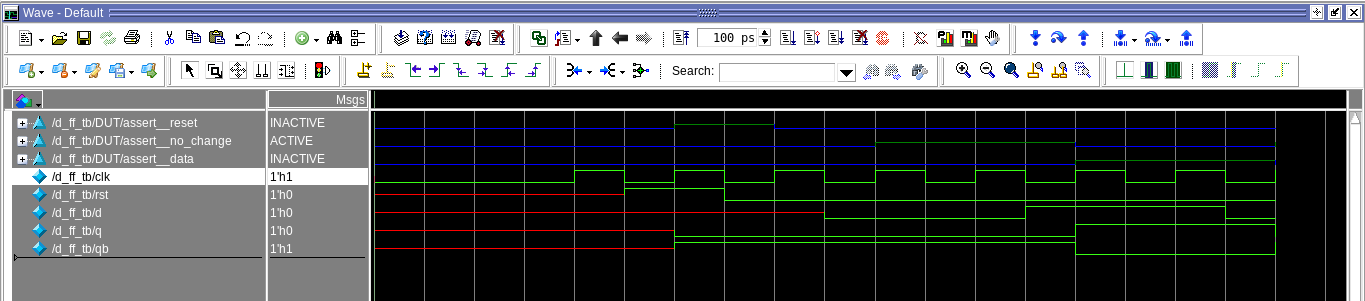 Wave - Default
100 ps
Search:
Msgs
/d_ff_tb/DUT/assert__reset INACTIVE
/d_ff_tb/DUT/assert__no_change ACTIVE
/d_ff_tb/DUT/assert__data INACTIVE
/d_ff_tb/clk 1'h1
/d_ff_tb/rst 1'h0
/d_ff_tb/d 1'h0
/d_ff_tb/q 1'h0
/d_ff_tb/qb 1'h1